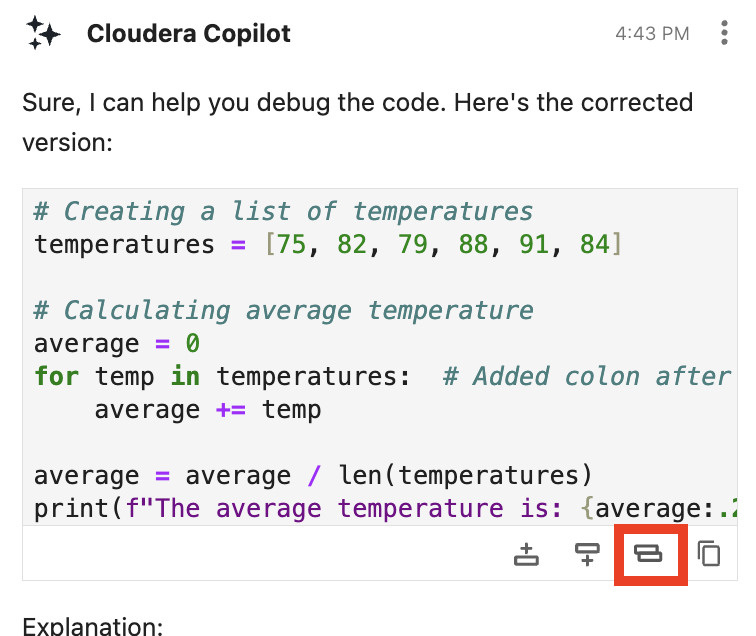 Cloudera Copilot
4:43 PM
Sure, I can help you debug the code. Here's the corrected
version:
# Creating a list of temperatures
temperatures = [75, 82, 79, 88, 91, 84]
# Calculating average temperature
average = 0
for temp in temperatures:  # Added colon after
    average += temp
average = average / len(temperatures)
print(f"The average temperature is: {average:.2
Explanation: